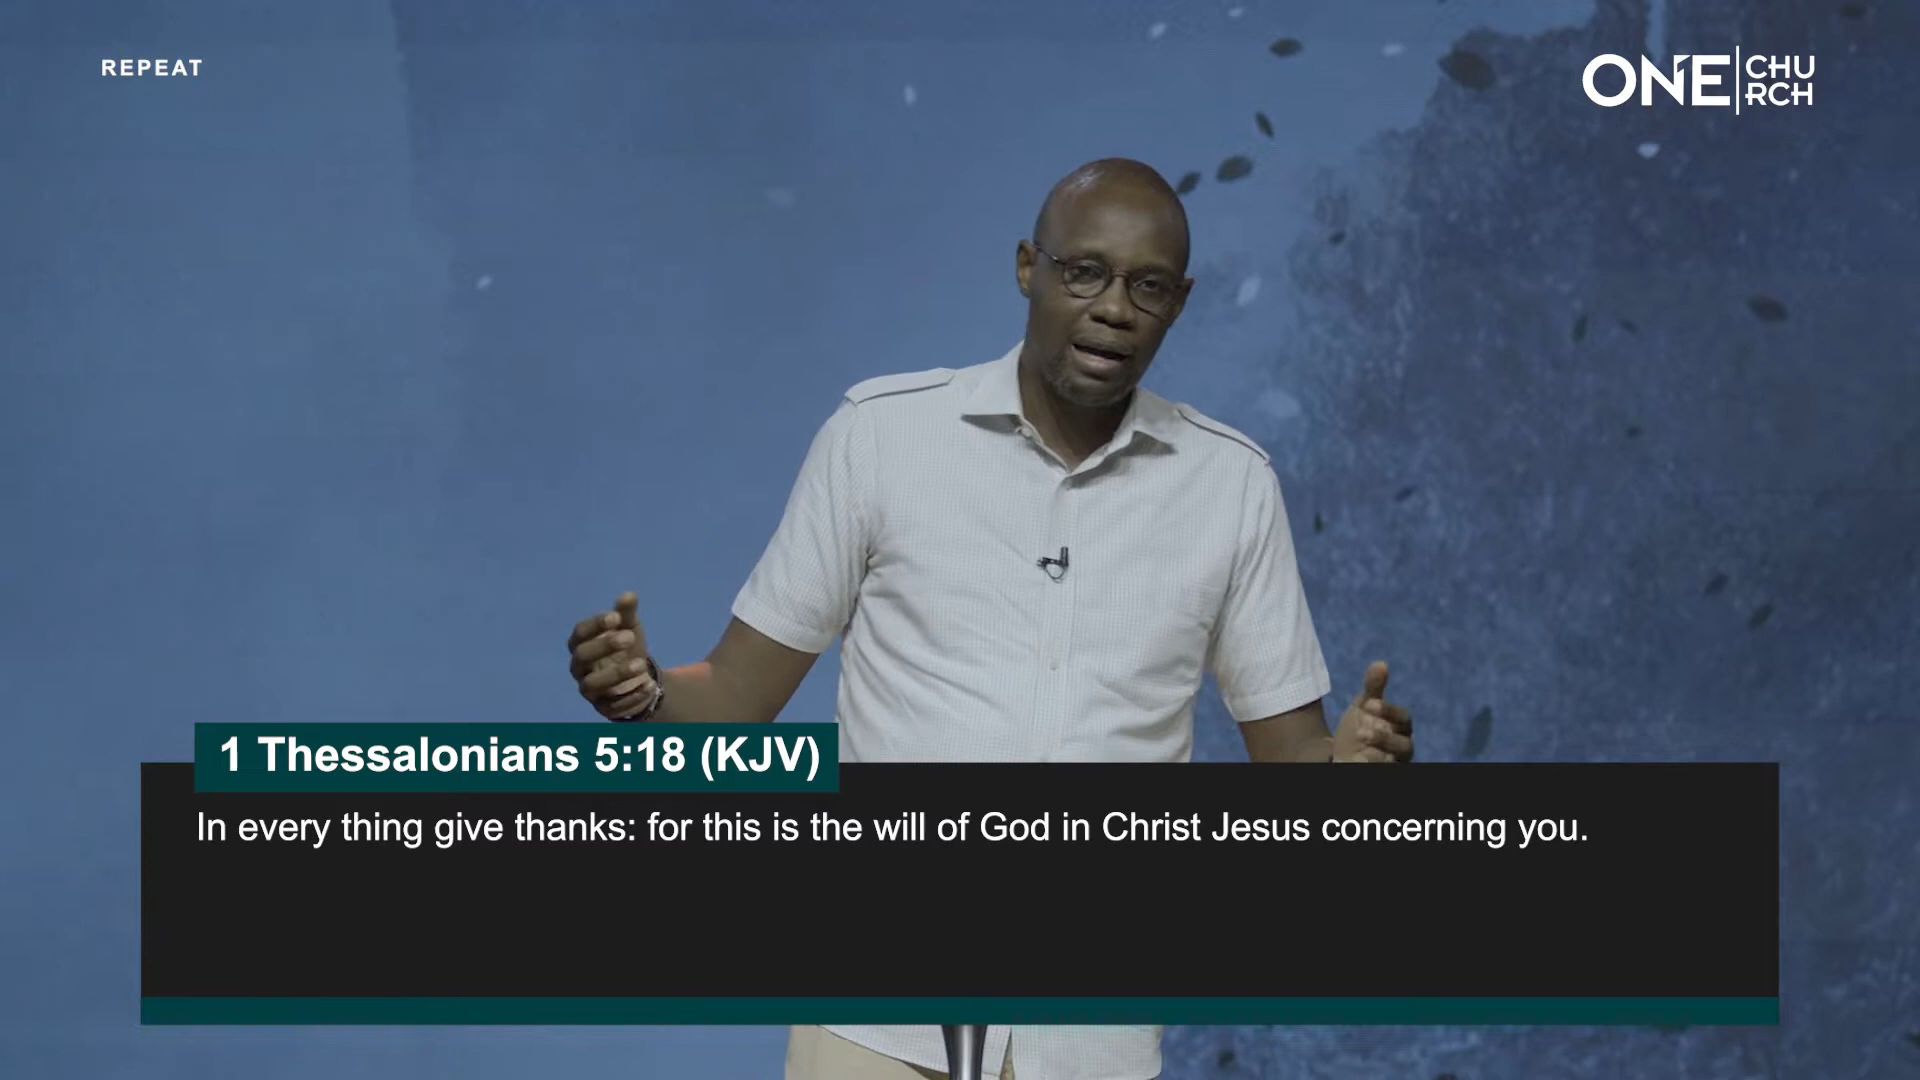 REPEAT
ONE CHU
RCH
1 Thessalonians 5:18 (KJV)
In every thing give thanks: for this is the will of God in Christ Jesus concerning you.